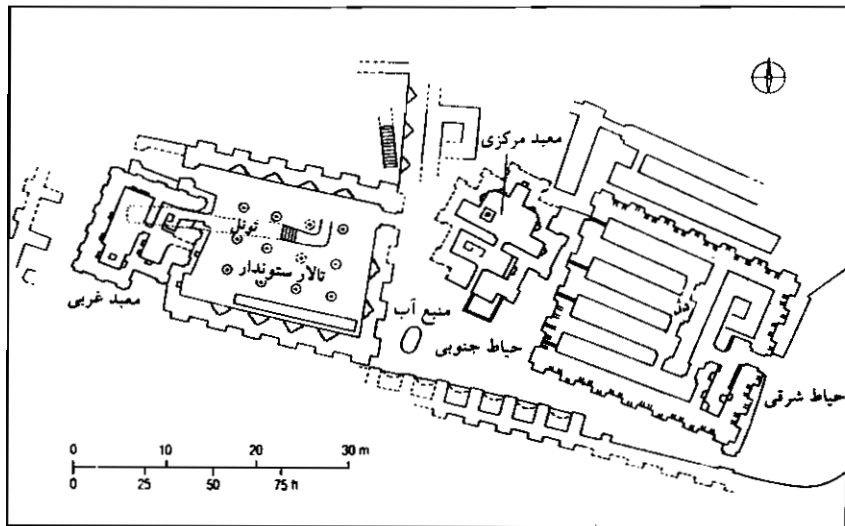 معبد مرکزی
تونل
تالار ستوندار
معبد غربی
منبع آب
حیاط جنوبی
دژ
حیاط شرقی
0 10 20 30 m
0 25 50 75 ft